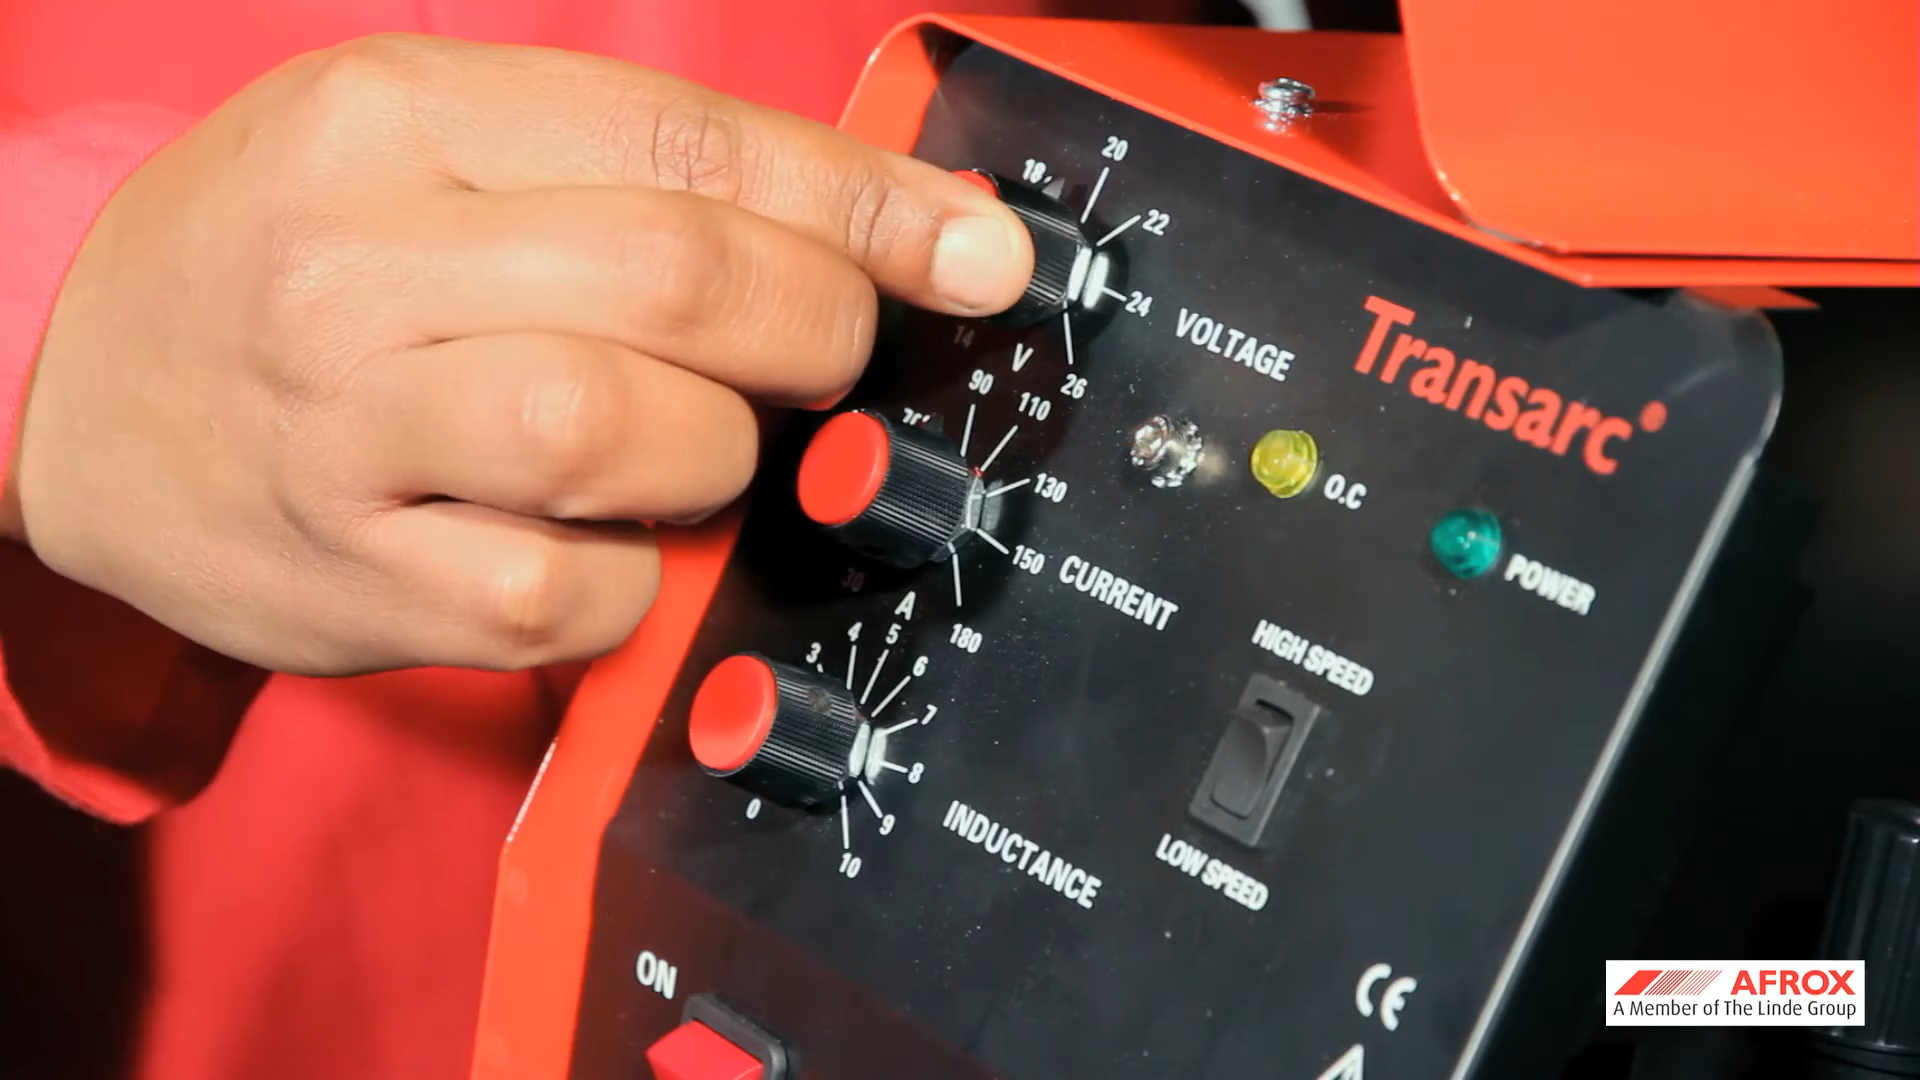 20
18
22
24
VOLTAGE
14
V
26
Transarc®
90
110
130
O.C
150
CURRENT
POWER
30
A
180
3
4
5
6
7
8
9
10
0
INDUCTANCE
HIGH SPEED
LOW SPEED
ON
CE
AFROX
A Member of The Linde Group